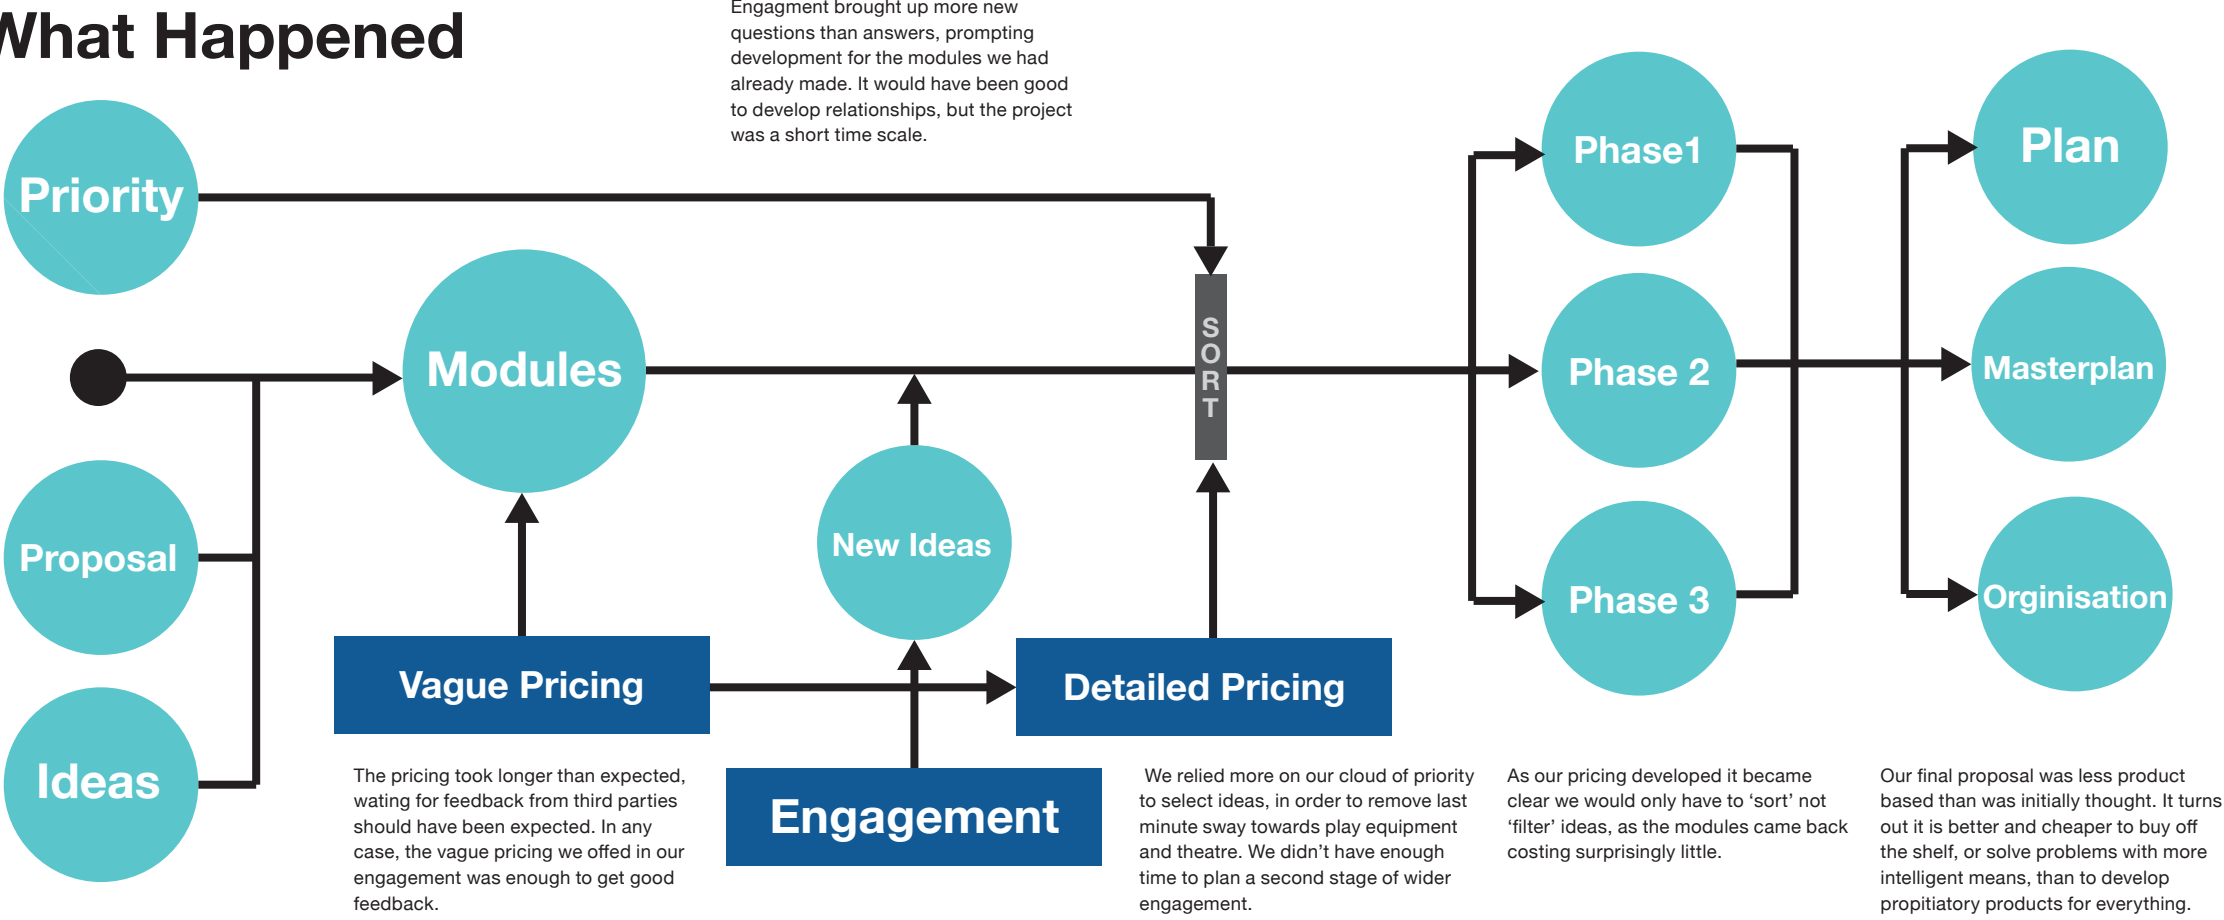 What Happened
Engagment brought up more new
questions than answers, prompting
development for the modules we had
already made. It would have been good
to develop relationships, but the project
was a short time scale.
Priority
Modules
Proposal
Ideas
New Ideas
S
O
R
T
Phase1
Phase 2
Phase 3
Plan
Masterplan
Orginisation
Vague Pricing
Detailed Pricing
Engagement
The pricing took longer than expected,
wating for feedback from third parties
should have been expected. In any
case, the vague pricing we offed in our
engagement was enough to get good
feedback.
We relied more on our cloud of priority
to select ideas, in order to remove last
minute sway towards play equipment
and theatre. We didn’t have enough
time to plan a second stage of wider
engagement.
As our pricing developed it became
clear we would only have to ‘sort’ not
‘filter’ ideas, as the modules came back
costing surprisingly little.
Our final proposal was less product
based than was initially thought. It turns
out it is better and cheaper to buy off
the shelf, or solve problems with more
intelligent means, than to develop
propitiatory products for everything.